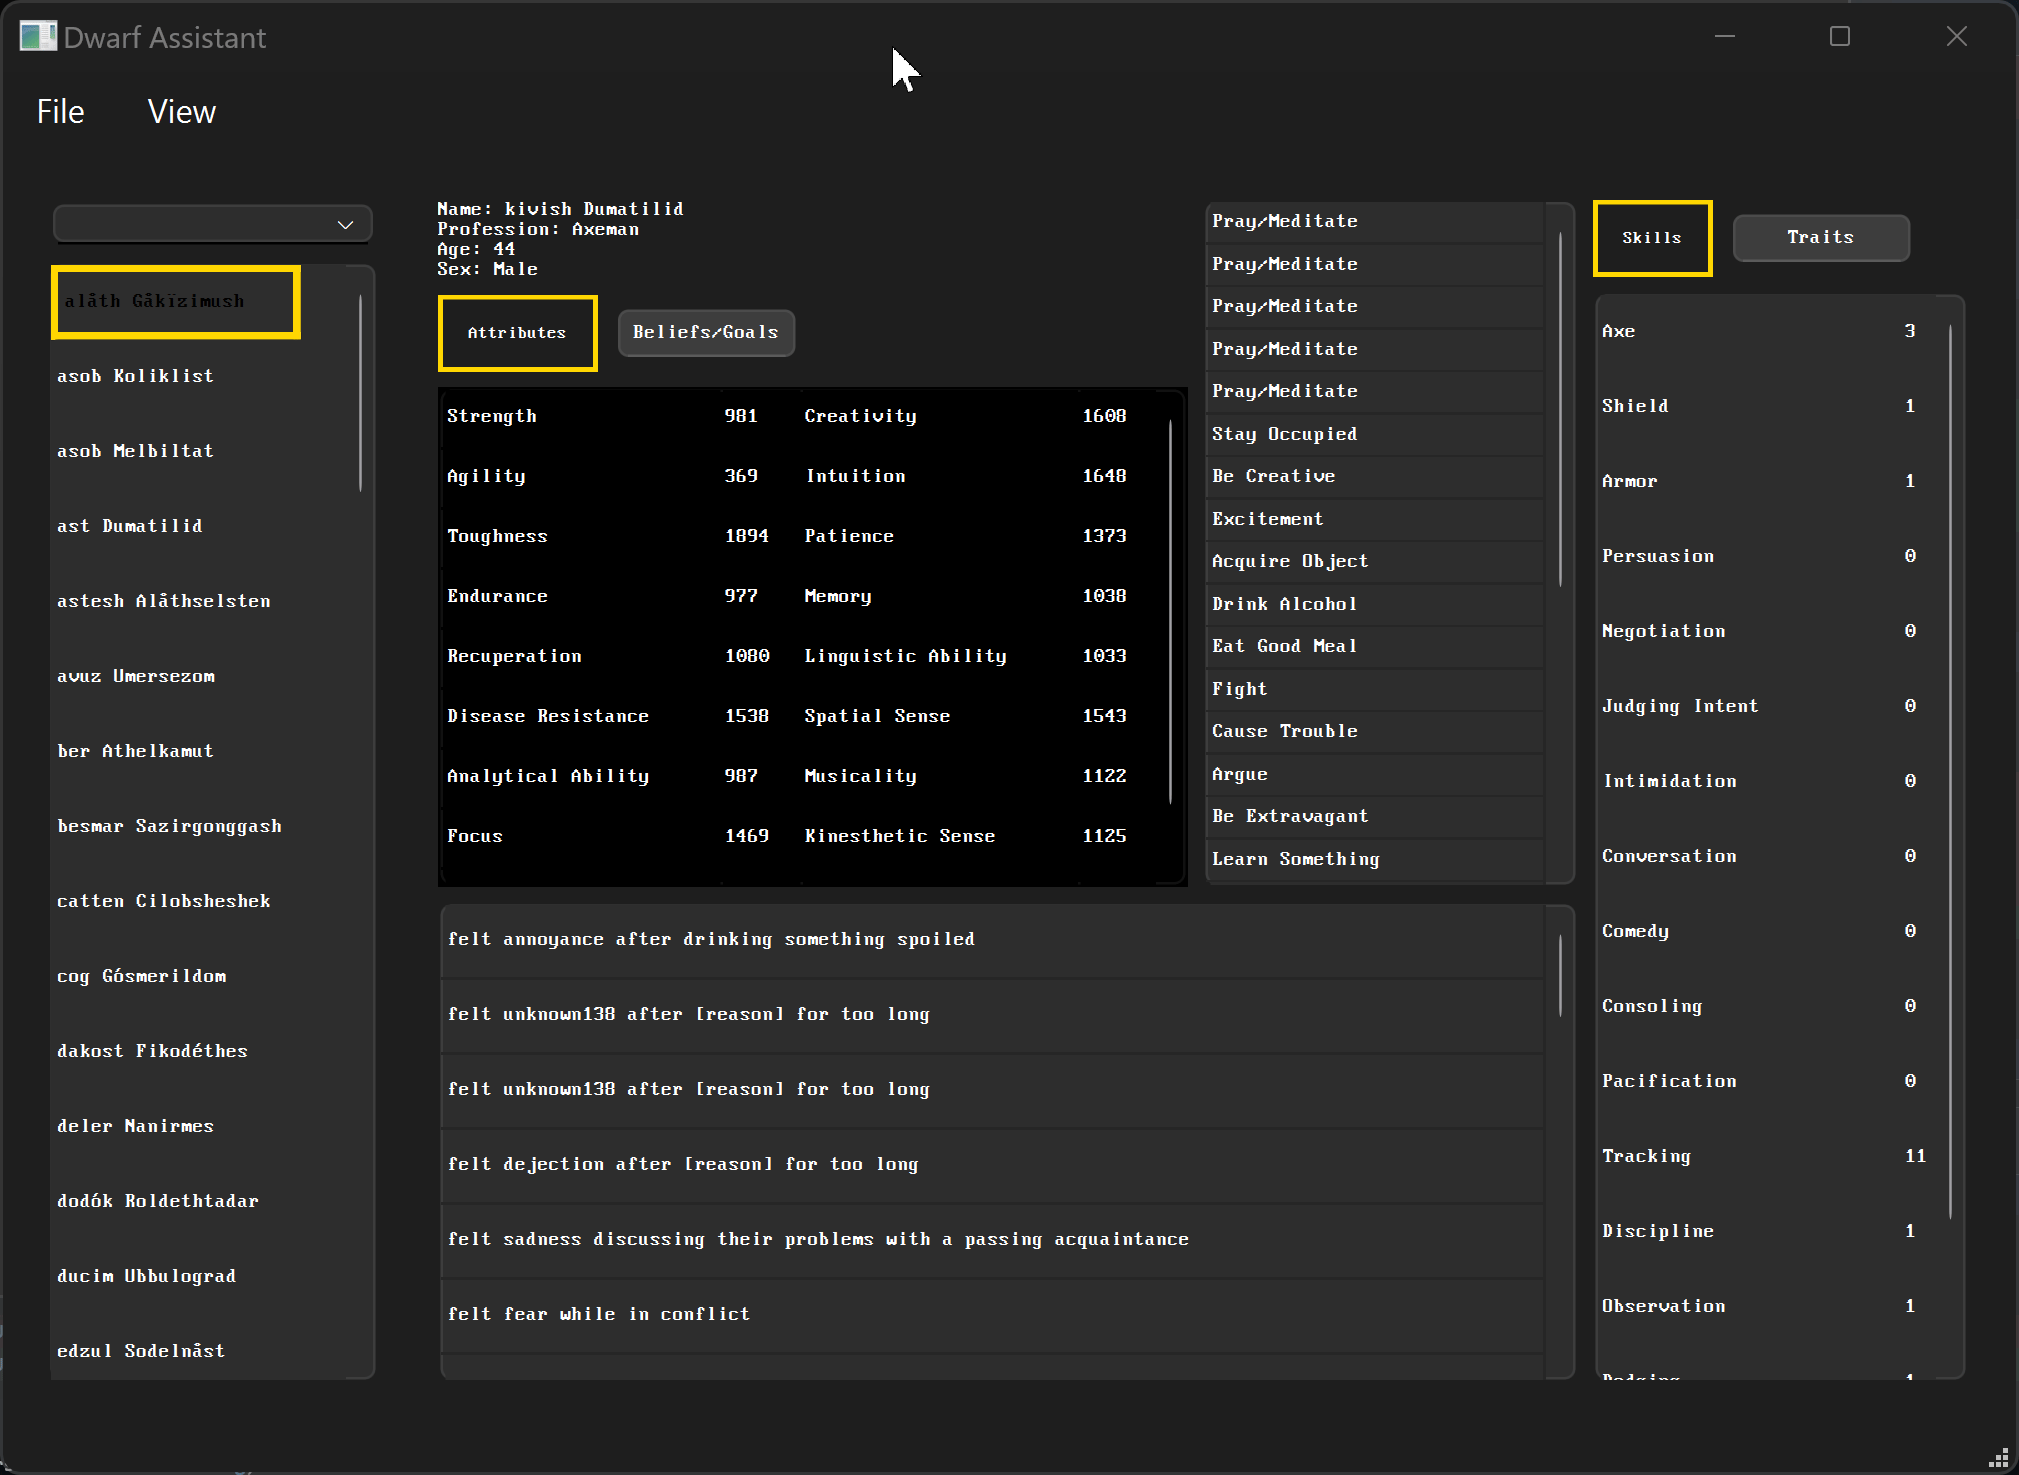 Dwarf Assistant
File View
alåth Gåkïzimush
asob Koliklist
asob Melbiltat
ast Dumatilid
astesh Alåthselsten
avuz Umersezom
ber Athelkamut
besmar Sazirgonggash
catten Cilobsheshek
cog Gósmerildom
dakost Fikodéthes
deler Nanirmes
dodók Roldethtadar
ducim Ubbulograd
edzul Sodelnåst
Name: kivish Dumatilid
Profession: Axeman
Age: 44
Sex: Male
Attributes Beliefs/Goals
Strength 981 Creativity 1608
Agility 369 Intuition 1648
Toughness 1894 Patience 1373
Endurance 977 Memory 1038
Recuperation 1080 Linguistic Ability 1033
Disease Resistance 1538 Spatial Sense 1543
Analytical Ability 987 Musicality 1122
Focus 1469 Kinesthetic Sense 1125
Pray/Meditate
Pray/Meditate
Pray/Meditate
Pray/Meditate
Pray/Meditate
Stay Occupied
Be Creative
Excitement
Acquire Object
Drink Alcohol
Eat Good Meal
Fight
Cause Trouble
Argue
Be Extravagant
Learn Something
felt annoyance after drinking something spoiled
felt unknown138 after [reason] for too long
felt unknown138 after [reason] for too long
felt dejection after [reason] for too long
felt sadness discussing their problems with a passing acquaintance
felt fear while in conflict
Skills Traits
Axe 3
Shield 1
Armor 1
Persuasion 0
Negotiation 0
Judging Intent 0
Intimidation 0
Conversation 0
Comedy 0
Consoling 0
Pacification 0
Tracking 11
Discipline 1
Observation 1